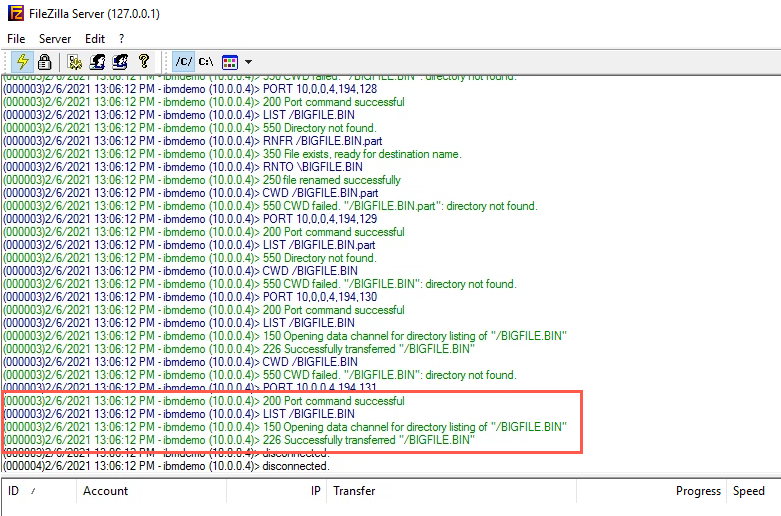 FileZilla Server (127.0.0.1)
File Server Edit ?
/C/ C:\
(000003)2/6/2021 13:06:12 PM - ibmdemo (10.0.0.4)> 550 CWD failed. "/BIGFILE.BIN": directory not found.
(000003)2/6/2021 13:06:12 PM - ibmdemo (10.0.0.4)> PORT 10,0,0,4,194,128
(000003)2/6/2021 13:06:12 PM - ibmdemo (10.0.0.4)> 200 Port command successful
(000003)2/6/2021 13:06:12 PM - ibmdemo (10.0.0.4)> LIST /BIGFILE.BIN
(000003)2/6/2021 13:06:12 PM - ibmdemo (10.0.0.4)> 550 Directory not found.
(000003)2/6/2021 13:06:12 PM - ibmdemo (10.0.0.4)> RNFR /BIGFILE.BIN.part
(000003)2/6/2021 13:06:12 PM - ibmdemo (10.0.0.4)> 350 File exists, ready for destination name.
(000003)2/6/2021 13:06:12 PM - ibmdemo (10.0.0.4)> RNTO \BIGFILE.BIN
(000003)2/6/2021 13:06:12 PM - ibmdemo (10.0.0.4)> 250 file renamed successfully
(000003)2/6/2021 13:06:12 PM - ibmdemo (10.0.0.4)> CWD /BIGFILE.BIN.part
(000003)2/6/2021 13:06:12 PM - ibmdemo (10.0.0.4)> 550 CWD failed. "/BIGFILE.BIN.part": directory not found.
(000003)2/6/2021 13:06:12 PM - ibmdemo (10.0.0.4)> PORT 10,0,0,4,194,129
(000003)2/6/2021 13:06:12 PM - ibmdemo (10.0.0.4)> 200 Port command successful
(000003)2/6/2021 13:06:12 PM - ibmdemo (10.0.0.4)> LIST /BIGFILE.BIN.part
(000003)2/6/2021 13:06:12 PM - ibmdemo (10.0.0.4)> 550 Directory not found.
(000003)2/6/2021 13:06:12 PM - ibmdemo (10.0.0.4)> CWD /BIGFILE.BIN
(000003)2/6/2021 13:06:12 PM - ibmdemo (10.0.0.4)> 550 CWD failed. "/BIGFILE.BIN": directory not found.
(000003)2/6/2021 13:06:12 PM - ibmdemo (10.0.0.4)> PORT 10,0,0,4,194,130
(000003)2/6/2021 13:06:12 PM - ibmdemo (10.0.0.4)> 200 Port command successful
(000003)2/6/2021 13:06:12 PM - ibmdemo (10.0.0.4)> LIST /BIGFILE.BIN
(000003)2/6/2021 13:06:12 PM - ibmdemo (10.0.0.4)> 150 Opening data channel for directory listing of "/BIGFILE.BIN"
(000003)2/6/2021 13:06:12 PM - ibmdemo (10.0.0.4)> 226 Successfully transferred "/BIGFILE.BIN"
(000003)2/6/2021 13:06:12 PM - ibmdemo (10.0.0.4)> CWD /BIGFILE.BIN
(000003)2/6/2021 13:06:12 PM - ibmdemo (10.0.0.4)> 550 CWD failed. "/BIGFILE.BIN": directory not found.
(000003)2/6/2021 13:06:12 PM - ibmdemo (10.0.0.4)> PORT 10,0,0,4,194,131
(000003)2/6/2021 13:06:12 PM - ibmdemo (10.0.0.4)> 200 Port command successful
(000003)2/6/2021 13:06:12 PM - ibmdemo (10.0.0.4)> LIST /BIGFILE.BIN
(000003)2/6/2021 13:06:12 PM - ibmdemo (10.0.0.4)> 150 Opening data channel for directory listing of "/BIGFILE.BIN"
(000003)2/6/2021 13:06:12 PM - ibmdemo (10.0.0.4)> 226 Successfully transferred "/BIGFILE.BIN"
(000003)2/6/2021 13:06:12 PM - ibmdemo (10.0.0.4)> disconnected.
(000004)2/6/2021 13:06:12 PM - ibmdemo (10.0.0.4)> disconnected.
ID / Account IP Transfer Progress Speed